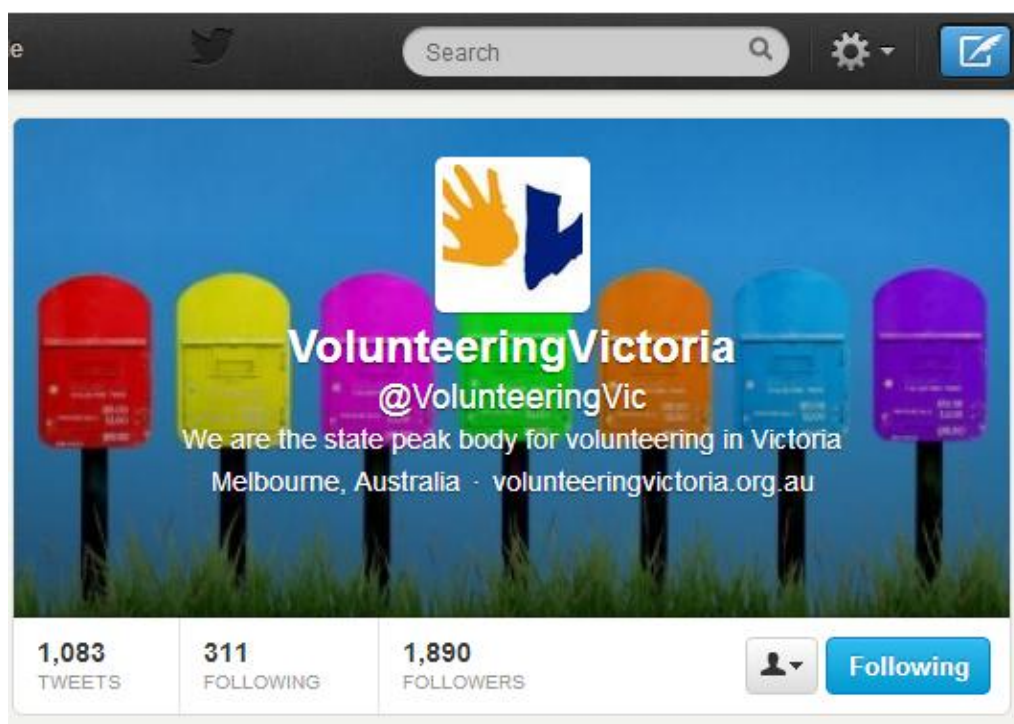 e
Search
VolunteeringVictoria
@VolunteeringVic
We are the state peak body for volunteering in Victoria
Melbourne, Australia · volunteeringvictoria.org.au
1,083
TWEETS
311
FOLLOWING
1,890
FOLLOWERS
Following